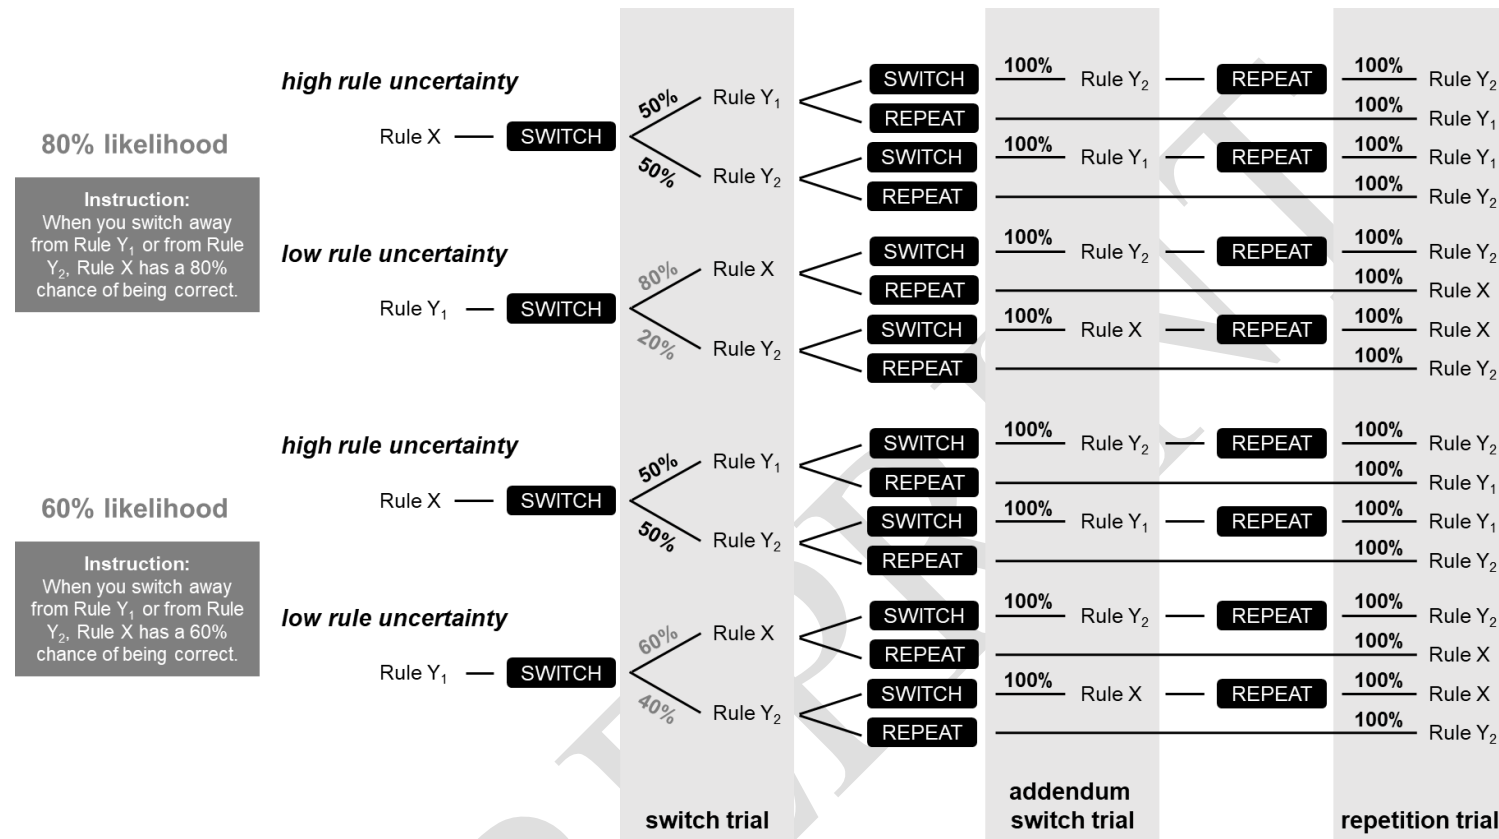 high rule uncertainty
80% likelihood
Instruction:
When you switch away
from Rule Y₁ or from Rule
Y₂, Rule X has a 80%
chance of being correct.
Rule X SWITCH
50% Rule Y₁
SWITCH 100% Rule Y₂ REPEAT 100% Rule Y₂
REPEAT 100% Rule Y₁
50% Rule Y₂
SWITCH 100% Rule Y₁ REPEAT 100% Rule Y₁
REPEAT 100% Rule Y₂
low rule uncertainty
Rule Y₁ SWITCH
80% Rule X
SWITCH 100% Rule Y₂ REPEAT 100% Rule Y₂
REPEAT 100% Rule X
20% Rule Y₂
SWITCH 100% Rule X REPEAT 100% Rule X
REPEAT 100% Rule Y₂
high rule uncertainty
60% likelihood
Instruction:
When you switch away
from Rule Y₁ or from Rule
Y₂, Rule X has a 60%
chance of being correct.
Rule X SWITCH
50% Rule Y₁
SWITCH 100% Rule Y₂ REPEAT 100% Rule Y₂
REPEAT 100% Rule Y₁
50% Rule Y₂
SWITCH 100% Rule Y₁ REPEAT 100% Rule Y₁
REPEAT 100% Rule Y₂
low rule uncertainty
Rule Y₁ SWITCH
60% Rule X
SWITCH 100% Rule Y₂ REPEAT 100% Rule Y₂
REPEAT 100% Rule X
40% Rule Y₂
SWITCH 100% Rule X REPEAT 100% Rule X
REPEAT 100% Rule Y₂
switch trial
addendum
switch trial
repetition trial